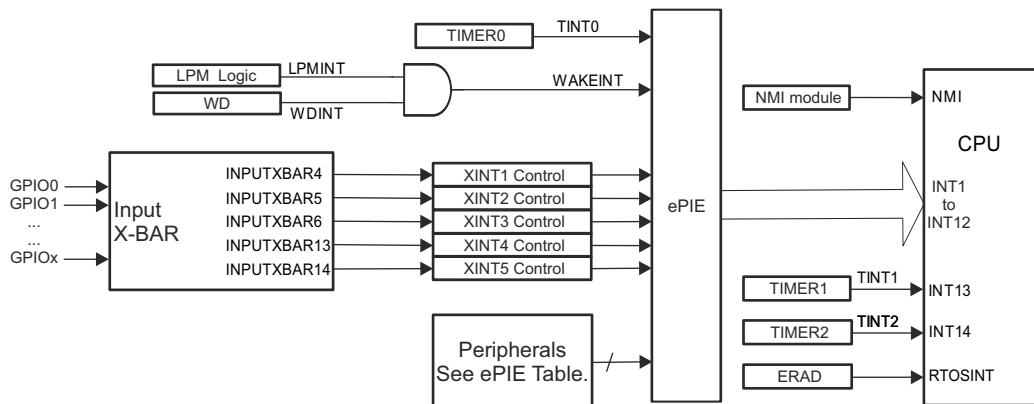 TIMER0
TINT0
LPM Logic
LPMINT
WD
WDINT
WAKEINT
GPIO0
GPIO1
...
...
GPIOx
Input
X-BAR
INPUTXBAR4
INPUTXBAR5
INPUTXBAR6
INPUTXBAR13
INPUTXBAR14
XINT1 Control
XINT2 Control
XINT3 Control
XINT4 Control
XINT5 Control
Peripherals
See ePIE Table.
ePIE
NMI module
NMI
CPU
INT1
to
INT12
TIMER1
TINT1
INT13
TIMER2
TINT2
INT14
ERAD
RTOSINT